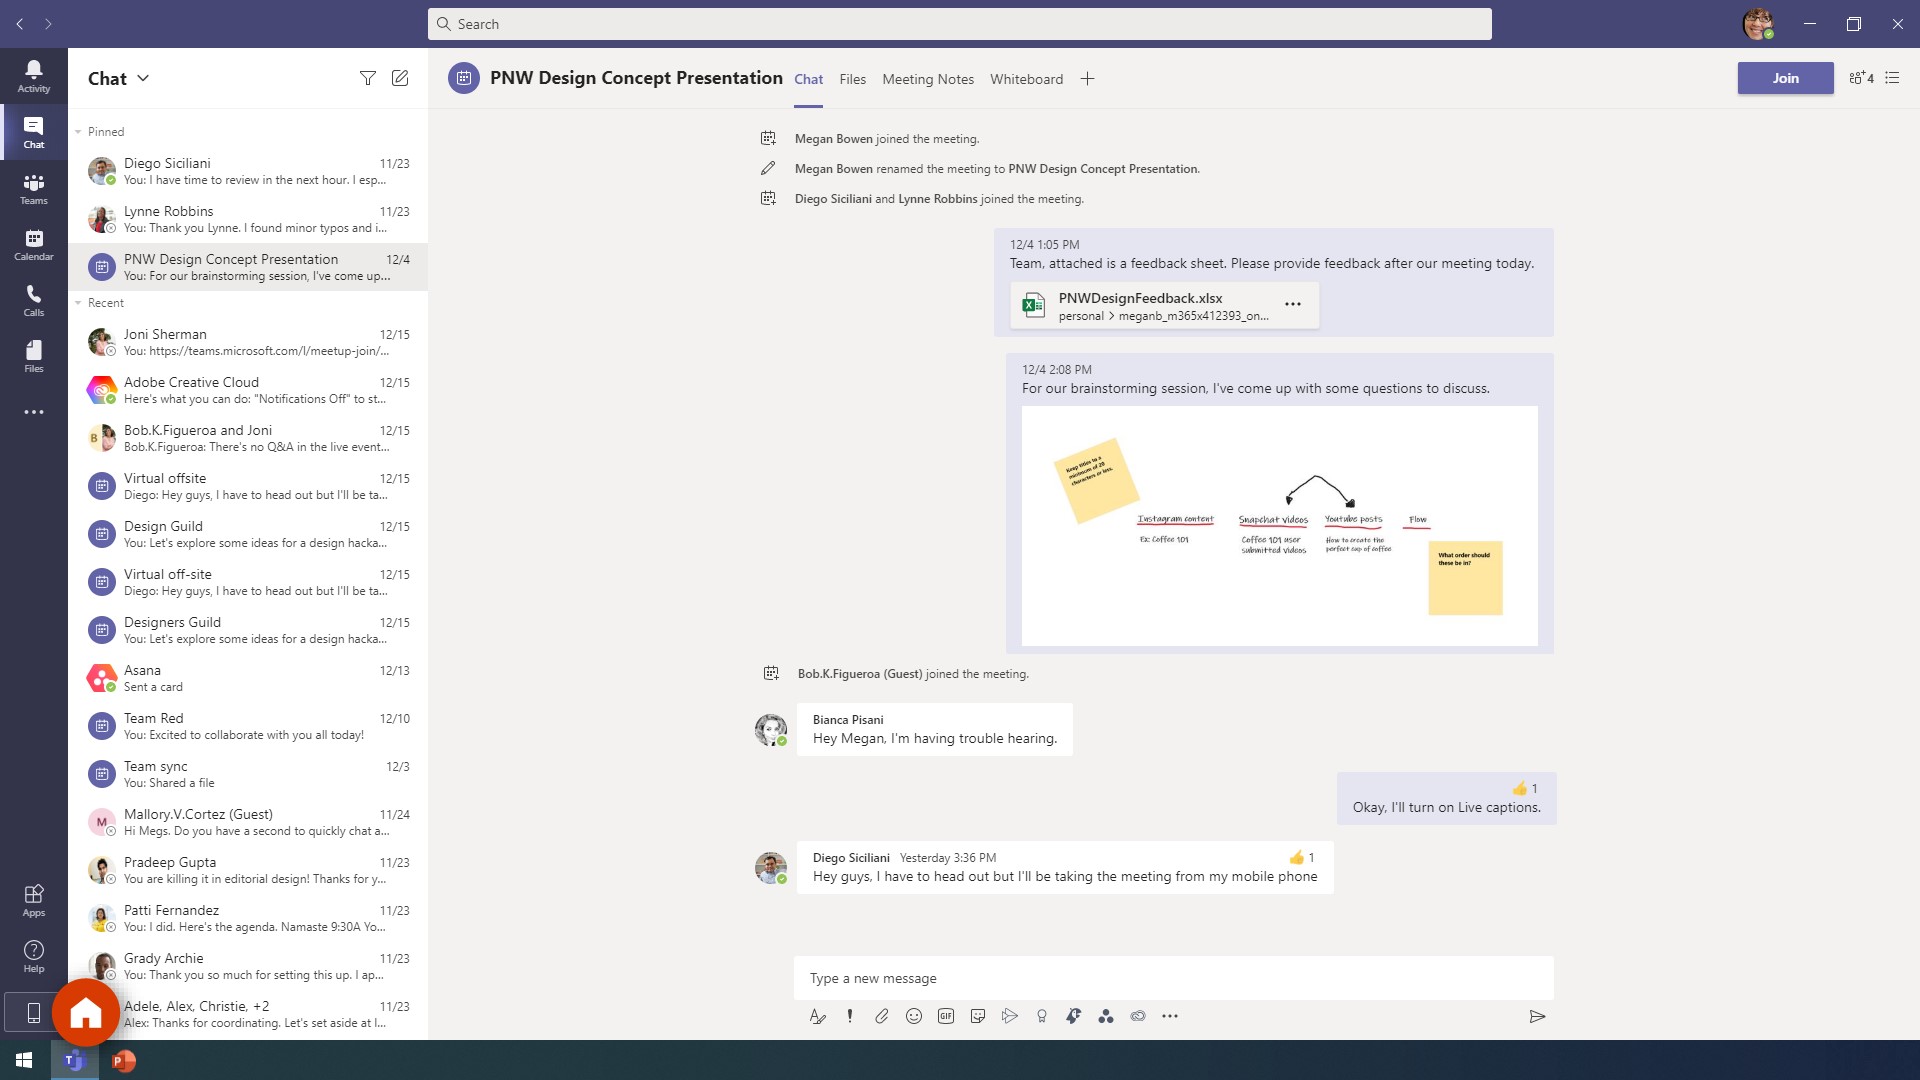 Search
Activity
Chat
Teams
Calendar
Calls
Files
Apps
Help
Chat
Pinned
Diego Siciliani 11/23
You: I have time to review in the next hour. I esp...
Lynne Robbins 11/23
You: Thank you Lynne. I found minor typos and i...
PNW Design Concept Presentation 12/4
You: For our brainstorming session, I've come up...
Recent
Joni Sherman 12/15
You: https://teams.microsoft.com/l/meetup-join/...
Adobe Creative Cloud 12/15
Here's what you can do: "Notifications Off" to st...
B
Bob.K.Figueroa and Joni 12/15
Bob.K.Figueroa: There's no Q&A in the live event...
Virtual offsite 12/15
Diego: Hey guys, I have to head out but I'll be ta...
Design Guild 12/15
You: Let's explore some ideas for a design hacka...
Virtual off-site 12/15
Diego: Hey guys, I have to head out but I'll be ta...
Designers Guild 12/15
You: Let's explore some ideas for a design hacka...
Asana 12/13
Sent a card
Team Red 12/10
You: Excited to collaborate with you all today!
Team sync 12/3
You: Shared a file
M
Mallory.V.Cortez (Guest) 11/24
Hi Megs. Do you have a second to quickly chat a...
Pradeep Gupta 11/23
You are killing it in editorial design! Thanks for y...
Patti Fernandez 11/23
You: I did. Here's the agenda. Namaste 9:30A Yo...
Grady Archie 11/23
You: Thank you so much for setting this up. I ap...
Adele, Alex, Christie, +2 11/23
Alex: Thanks for coordinating. Let's set aside at l...
PNW Design Concept Presentation Chat Files Meeting Notes Whiteboard
Join 4
Megan Bowen joined the meeting.
Megan Bowen renamed the meeting to PNW Design Concept Presentation.
Diego Siciliani and Lynne Robbins joined the meeting.
12/4 1:05 PM
Team, attached is a feedback sheet. Please provide feedback after our meeting today.
PNWDesignFeedback.xlsx
personal > meganb_m365x412393_on...
12/4 2:08 PM
For our brainstorming session, I've come up with some questions to discuss.
Keep titles to a
minimum of 20
characters or less.
Instagram content Snapchat videos Youtube posts Flow
Ex: Coffee 101
Coffee 101 user
submitted videos
How to create the
perfect cup of coffee
What order should
these be in?
Bob.K.Figueroa (Guest) joined the meeting.
Bianca Pisani
Hey Megan, I'm having trouble hearing.
1
Okay, I'll turn on Live captions.
Diego Siciliani Yesterday 3:36 PM 1
Hey guys, I have to head out but I'll be taking the meeting from my mobile phone
Type a new message
GIF
T
P